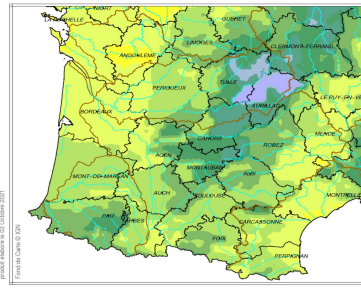 LA ROCHELLE
NIORT
GUERET
LIMOGES
CLERMONT-FERRAND
ANGOULEME
TULLE
PERIGUEUX
AURILLAC
LE PUY-EN-VE
BORDEAUX
CAHORS
MENDE
RODEZ
AGEN
MONTAUBAN
MONT-DE-MARSAN
ALBI
AUCH
TOULOUSE
MONTPELLIE
PAU
TARBES
CARCASSONNE
FOIX
PERPIGNAN
produit élaboré le 02 Octobre 2021
Fond de Carte © IGN